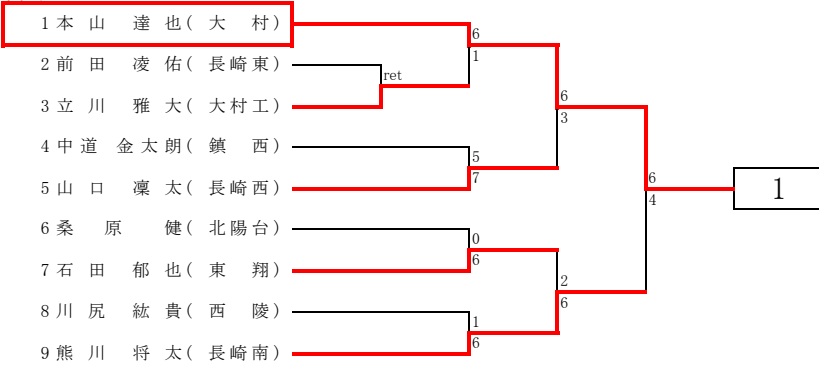 1 本山 達也( 大 村)
6
2 前田 凌佑( 長崎東)
1
ret
3 立川 雅大( 大村工)
6
3
4 中道 金太朗( 鎮 西)
5
5 山口 凜太( 長崎西)
7
6
1
4
6 桑原 健( 北陽台)
0
7 石田 郁也( 東 翔)
6
2
8 川尻 紘貴( 西 陵)
6
1
9 熊川 将太( 長崎南)
6